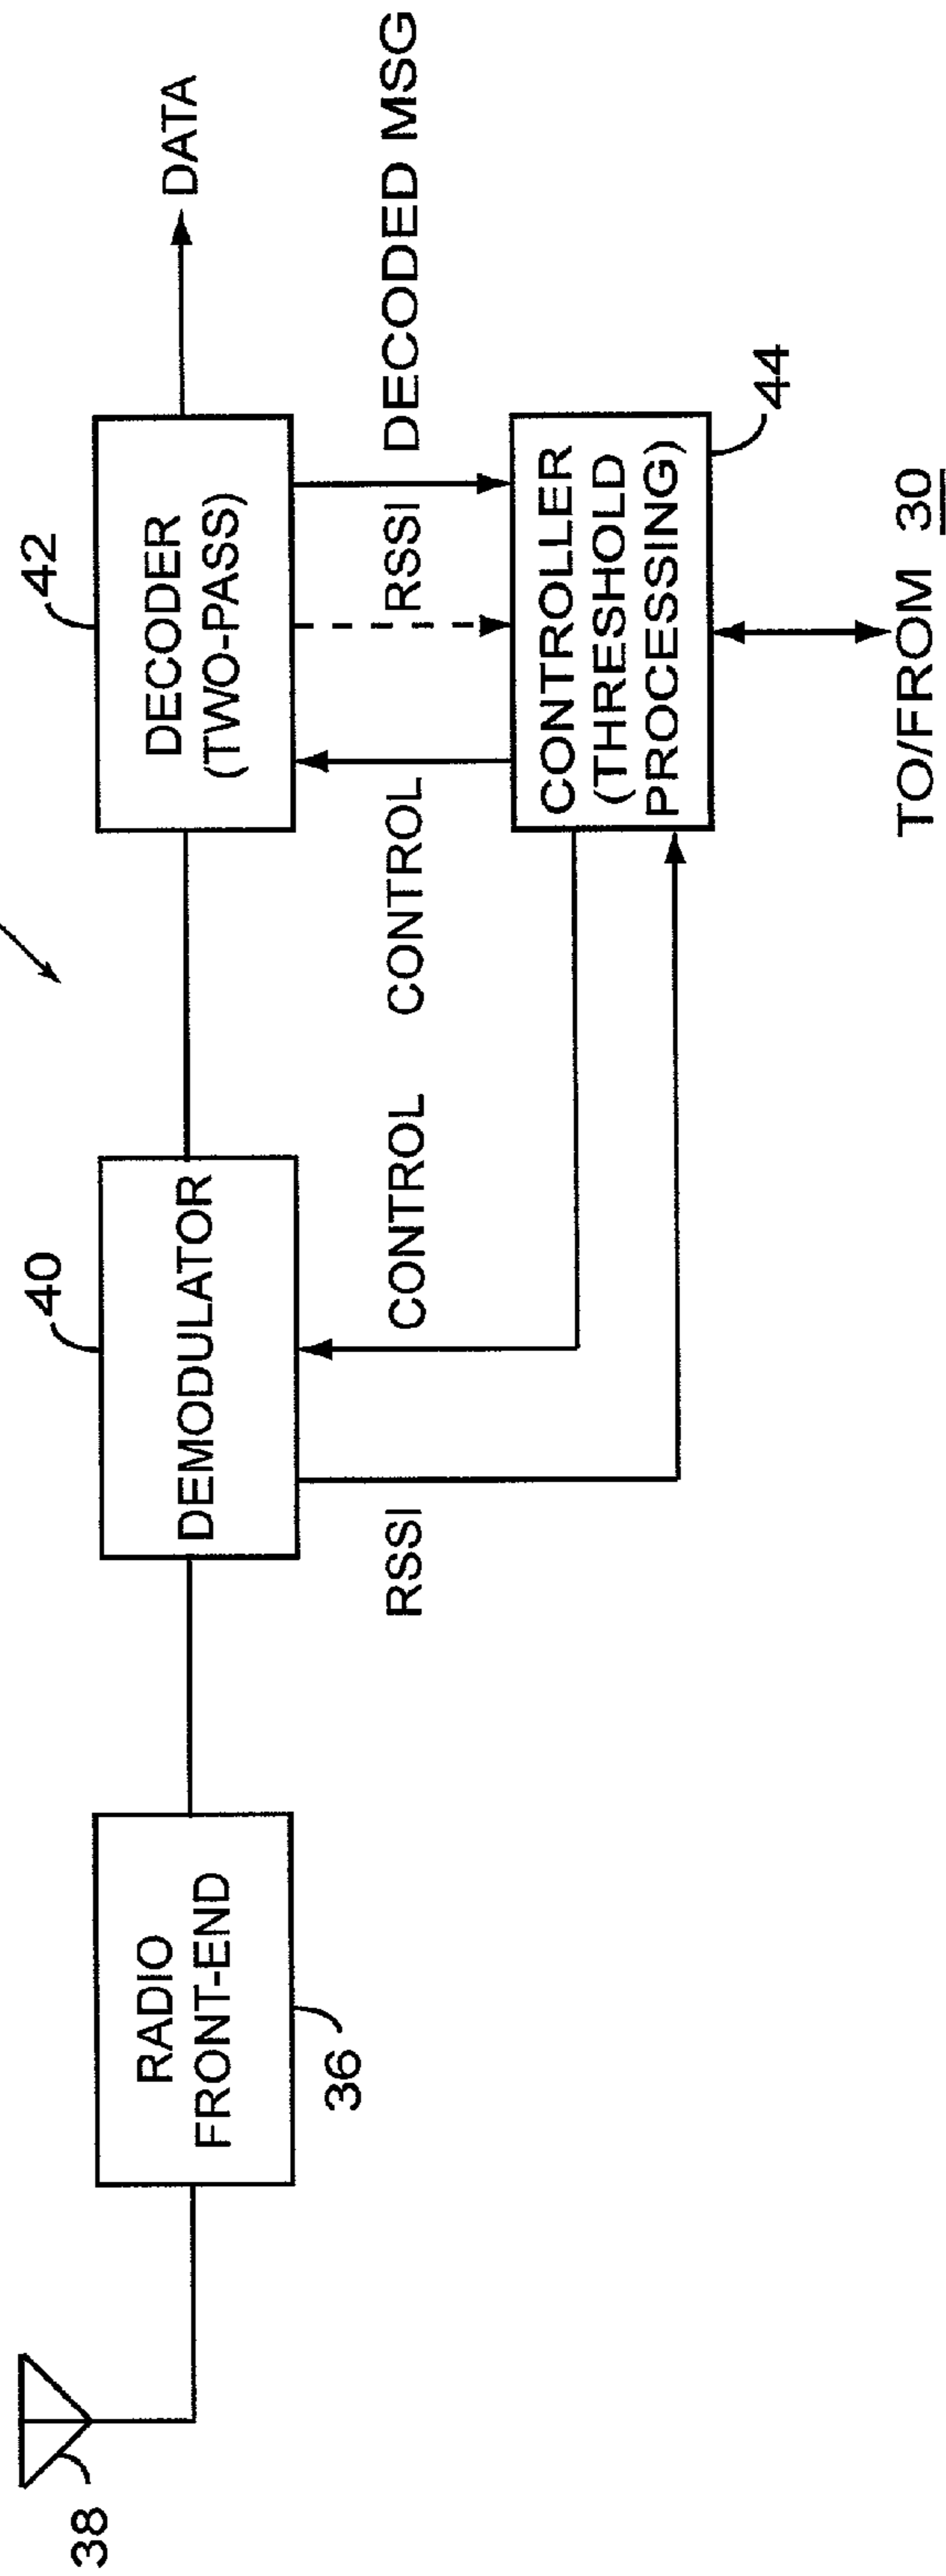 38
RADIO
FRONT-END
36
40
DEMODULATOR
RSSI
CONTROL
CONTROL
42
DECODER
(TWO-PASS)
RSSI
DECODED MSG
DATA
CONTROLLER
(THRESHOLD
PROCESSING)
44
TO/FROM 30